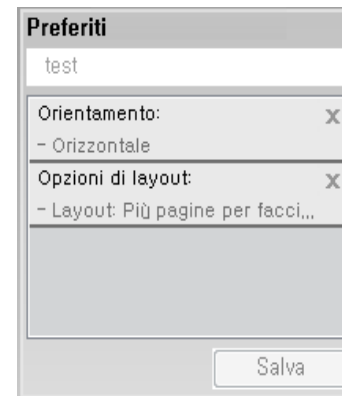 Preferiti
test
Orientamento:
X
- Orizzontale
Opzioni di layout:
X
- Layout: Più pagine per facci,,,
Salva